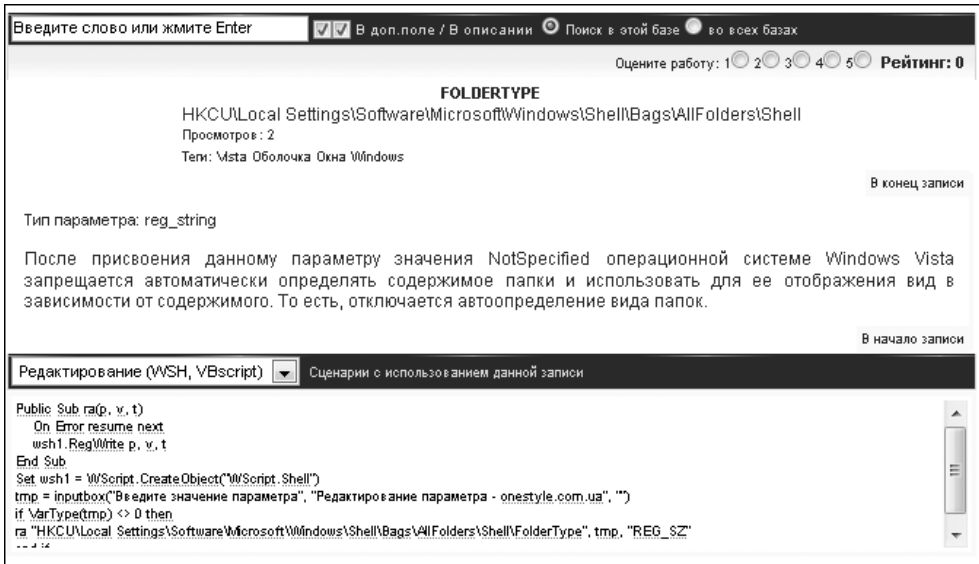 Введите слово или жмите Enter
В доп.поле / В описании Поиск в этой базе во всех базах
Оцените работу: 1 2 3 4 5 Рейтинг: 0
FOLDERTYPE
HKCU\Local Settings\Software\Microsoft\Windows\Shell\Bags\AllFolders\Shell
Просмотров: 2
Теги: Vista Оболочка Окна Windows
В конец записи
Тип параметра: reg_string
После присвоения данному параметру значения NotSpecified операционной системе Windows Vista
запрещается автоматически определять содержимое папки и использовать для ее отображения вид в
зависимости от содержимого. То есть, отключается автоопределение вида папок.
В начало записи
Редактирование (WSH, VBscript) Сценарии с использованием данной записи
Public Sub ra(p, v, t)
On Error resume next
wsh1.RegWrite p, v, t
End Sub
Set wsh1 = WScript.CreateObject("WScript.Shell")
tmp = inputbox("Введите значение параметра", "Редактирование параметра - onestyle.com.ua", "")
if VarType(tmp) <> 0 then
ra "HKCU\Local Settings\Software\Microsoft\Windows\Shell\Bags\AllFolders\Shell\FolderType", tmp, "REG_SZ"